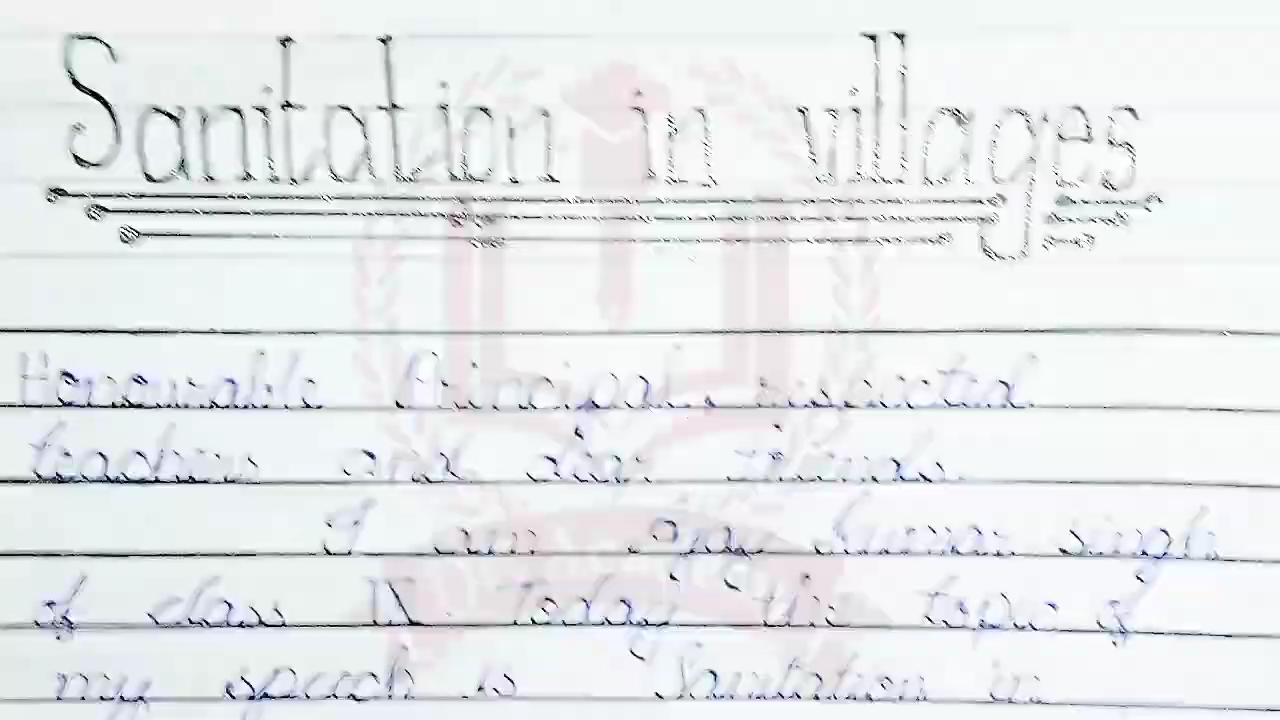 Sanitation in villages
Honourable Principal, respected
teachers and dear friends.
I am kumar singh
of class IV. Today the topic of
my speech is Sanitation in